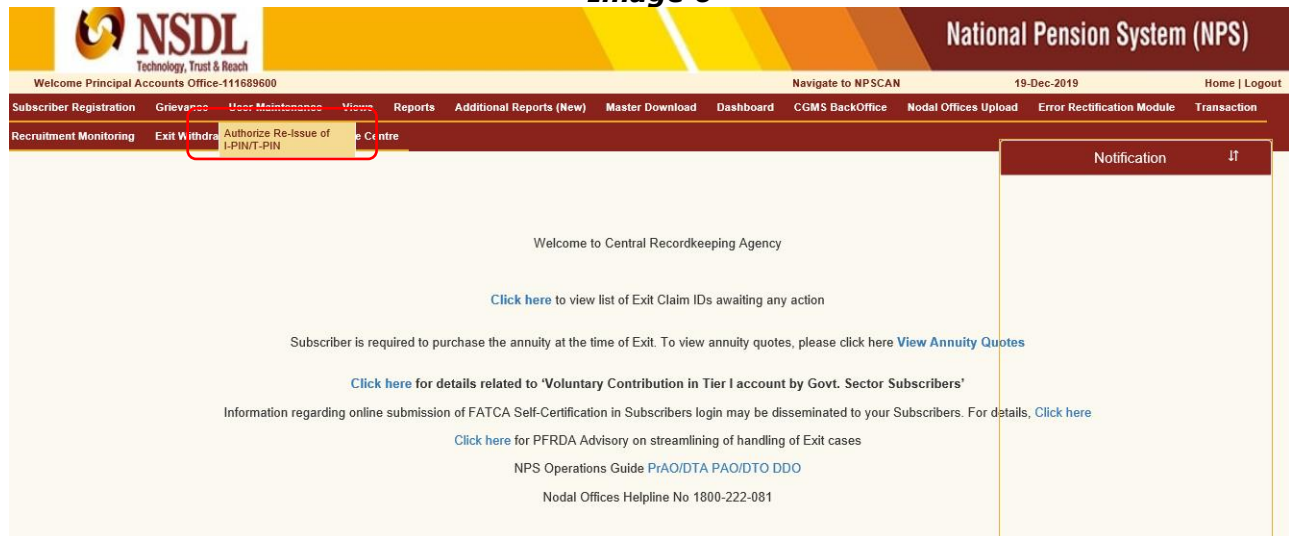 NSDL
Technology, Trust & Reach
National Pension System (NPS)
Welcome Principal Accounts Office-111689600 Navigate to NPSCAN 19-Dec-2019 Home | Logout
Subscriber Registration Grievance User Maintenance Views Reports Additional Reports (New) Master Download Dashboard CGMS BackOffice Nodal Offices Upload Error Rectification Module Transaction
Recruitment Monitoring Exit Withdra e Centre
Authorize Re-Issue of
I-PIN/T-PIN
Notification
Welcome to Central Recordkeeping Agency
Click here to view list of Exit Claim IDs awaiting any action
Subscriber is required to purchase the annuity at the time of Exit. To view annuity quotes, please click here View Annuity Quotes
Click here for details related to ‘Voluntary Contribution in Tier I account by Govt. Sector Subscribers’
Information regarding online submission of FATCA Self-Certification in Subscribers login may be disseminated to your Subscribers. For details, Click here
Click here for PFRDA Advisory on streamlining of handling of Exit cases
NPS Operations Guide PrAO/DTA PAO/DTO DDO
Nodal Offices Helpline No 1800-222-081